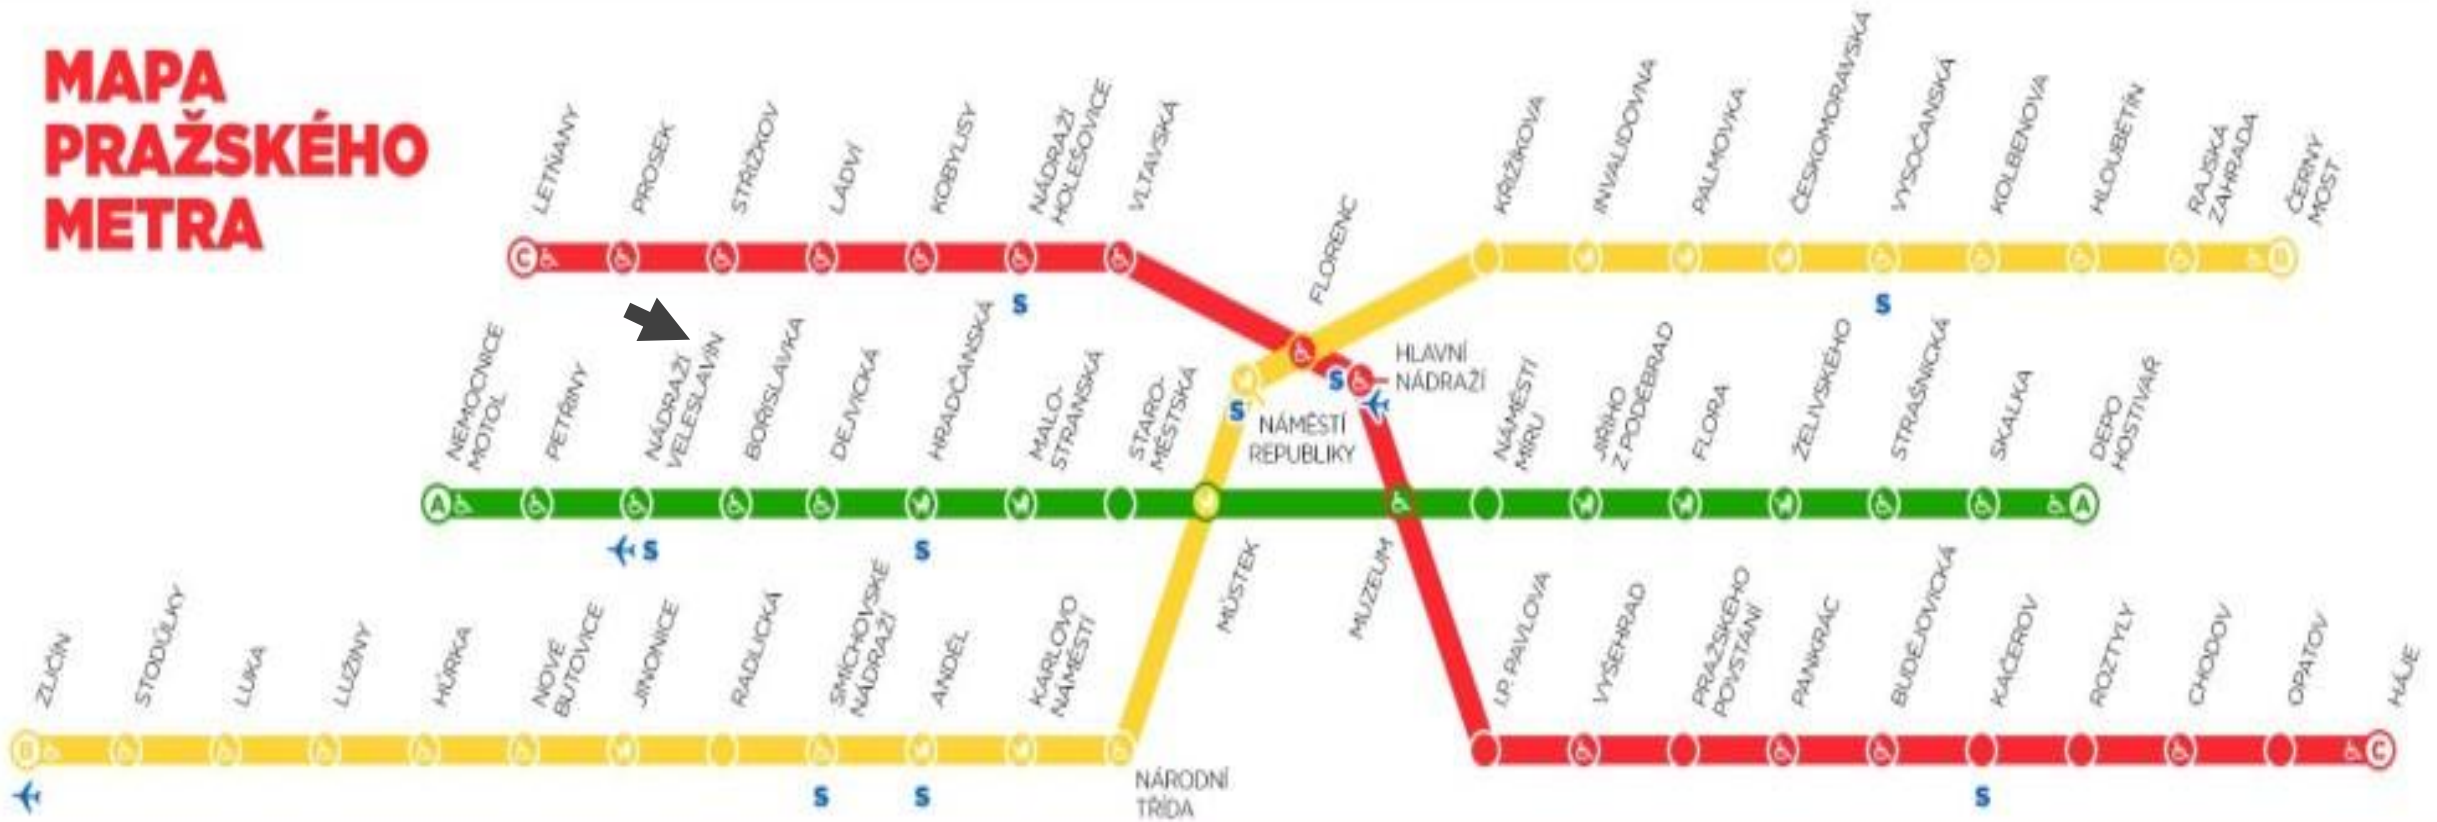 MAPA
PRAŽSKÉHO
METRA
LETŇANY
PROSEK
STŘÍŽKOV
LÁDVÍ
KOBYLISY
NÁDRAŽÍ
HOLEŠOVICE
VLTAVSKÁ
FLORENC
KŘIŽÍKOVA
INVALIDOVNA
PALMOVKA
ČESKOMORAVSKÁ
VYSOČANSKÁ
KOLBENOVA
HLOUBĚTÍN
RAJSKÁ
ZAHRADA
ČERNÝ
MOST
C
B
S
S
NEMOCNICE
MOTOL
PETŘINY
NÁDRAŽÍ
VELESLAVÍN
BOŘISLAVKA
DEJVICKÁ
HRADČANSKÁ
MALO-
STRANSKÁ
STARO-
MĚSTSKÁ
S
NÁMĚSTÍ
REPUBLIKY
S
HLAVNÍ
NÁDRAŽÍ
NÁMĚSTÍ
MÍRU
JIŘÍHO
Z PODĚBRAD
FLORA
ŽELIVSKÉHO
STRAŠNICKÁ
SKALKA
DEPO
HOSTIVAŘ
A
A
S
S
MŮSTEK
MUZEUM
ZLIČÍN
STODŮLKY
LUKA
LUŽINY
HŮRKA
NOVÉ
BUTOVICE
JINONICE
RADLICKÁ
SMÍCHOVSKÉ
NÁDRAŽÍ
ANDĚL
KARLOVO
NÁMĚSTÍ
NÁRODNÍ
TŘÍDA
I.P. PAVLOVA
VYŠEHRAD
PRAŽSKÉHO
POVSTÁNÍ
PANKRÁC
BUDĚJOVICKÁ
KAČEROV
ROZTYLY
CHODOV
OPATOV
HÁJE
B
C
S
S
S